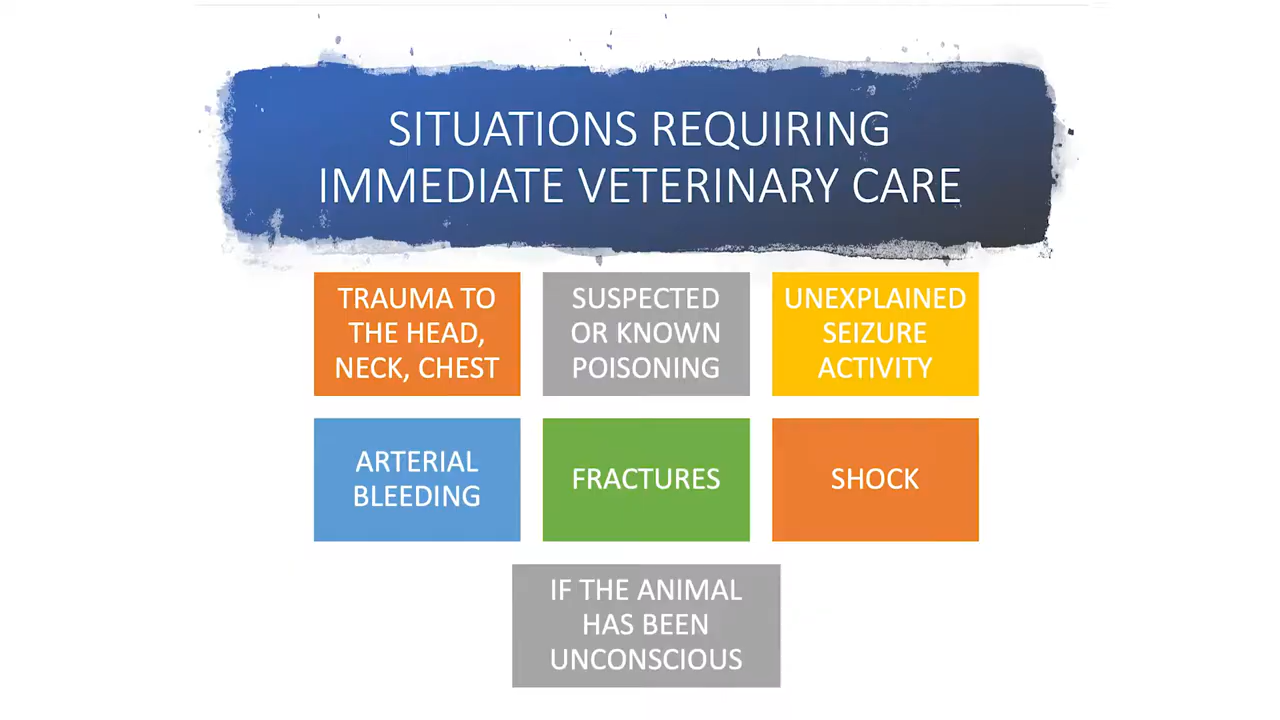 SITUATIONS REQUIRING
IMMEDIATE VETERINARY CARE
TRAUMA TO
THE HEAD,
NECK, CHEST
SUSPECTED
OR KNOWN
POISONING
UNEXPLAINED
SEIZURE
ACTIVITY
ARTERIAL
BLEEDING
FRACTURES
SHOCK
IF THE ANIMAL
HAS BEEN
UNCONSCIOUS